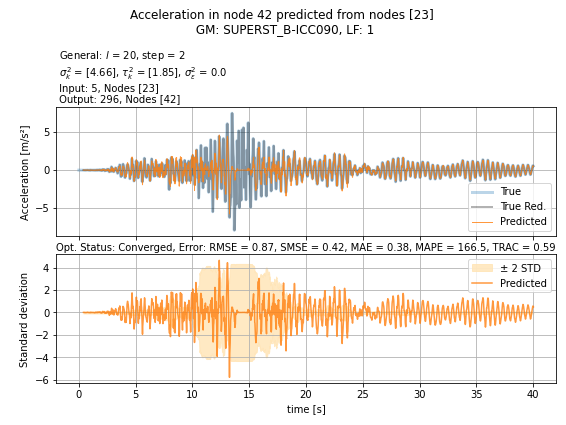 Acceleration in node 42 predicted from nodes [23]
GM: SUPERST_B-ICC090, LF: 1
General: l = 20, step = 2
σ²ₖ = [4.66], τ²ₖ = [1.85], σ²ε = 0.0
Input: 5, Nodes [23]
Output: 296, Nodes [42]
Acceleration [m/s²]
5
0
−5
True
True Red.
Predicted
Opt. Status: Converged, Error: RMSE = 0.87, SMSE = 0.42, MAE = 0.38, MAPE = 166.5, TRAC = 0.59
Standard deviation
4
2
0
−2
−4
−6
± 2 STD
Predicted
0 5 10 15 20 25 30 35 40
time [s]